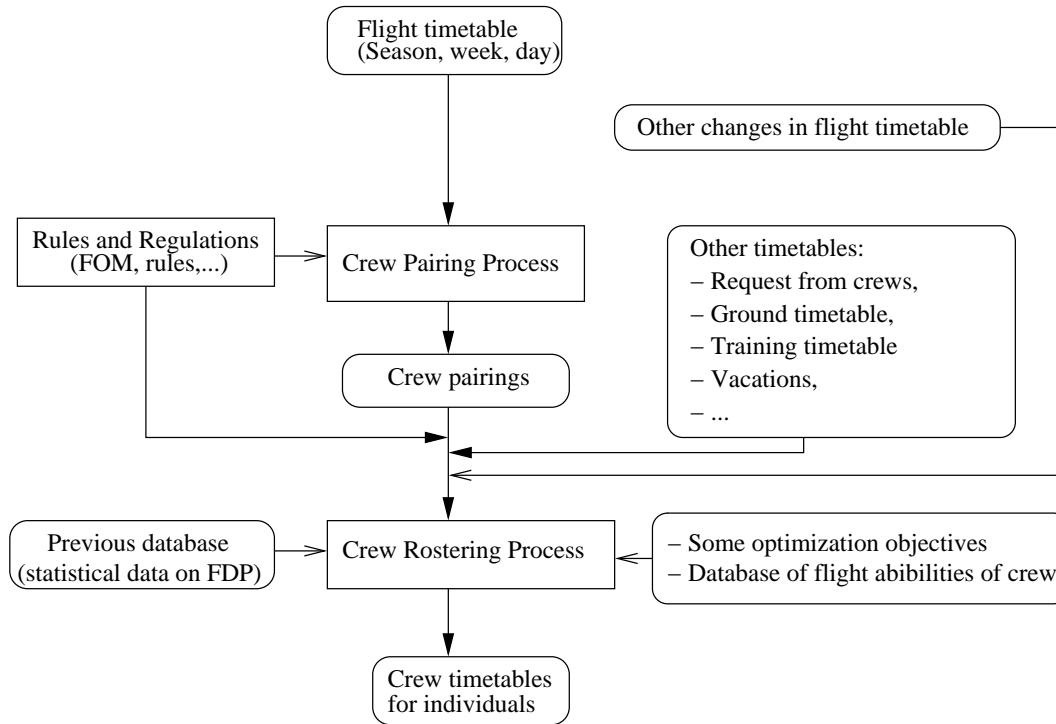 Flight timetable
(Season, week, day)
Other changes in flight timetable
Rules and Regulations
(FOM, rules,...)
Crew Pairing Process
Other timetables:
– Request from crews,
– Ground timetable,
– Training timetable
– Vacations,
– ...
Crew pairings
Previous database
(statistical data on FDP)
Crew Rostering Process
– Some optimization objectives
– Database of flight abibilities of crew
Crew timetables
for individuals